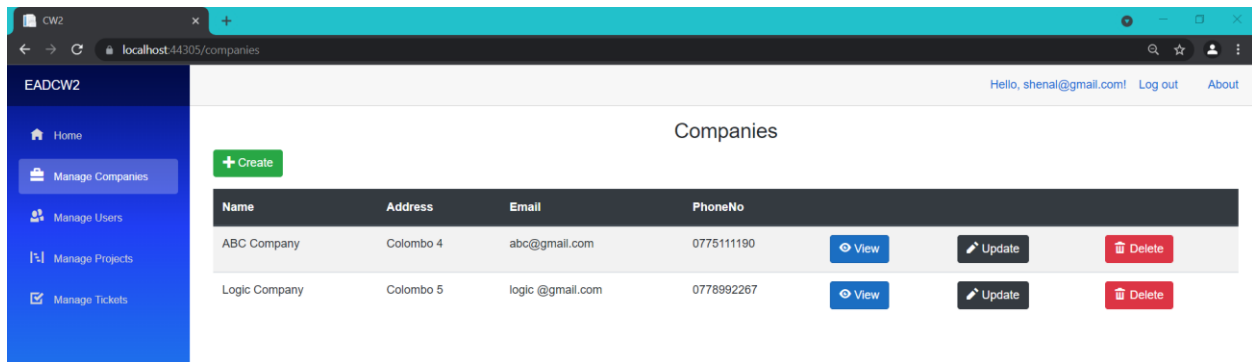 CW2
localhost:44305/companies
EADCW2
Hello, shenal@gmail.com! Log out About
Home
Manage Companies
Manage Users
Manage Projects
Manage Tickets
Companies
Create
Name Address Email PhoneNo
ABC Company Colombo 4 abc@gmail.com 0775111190 View Update Delete
Logic Company Colombo 5 logic @gmail.com 0778992267 View Update Delete